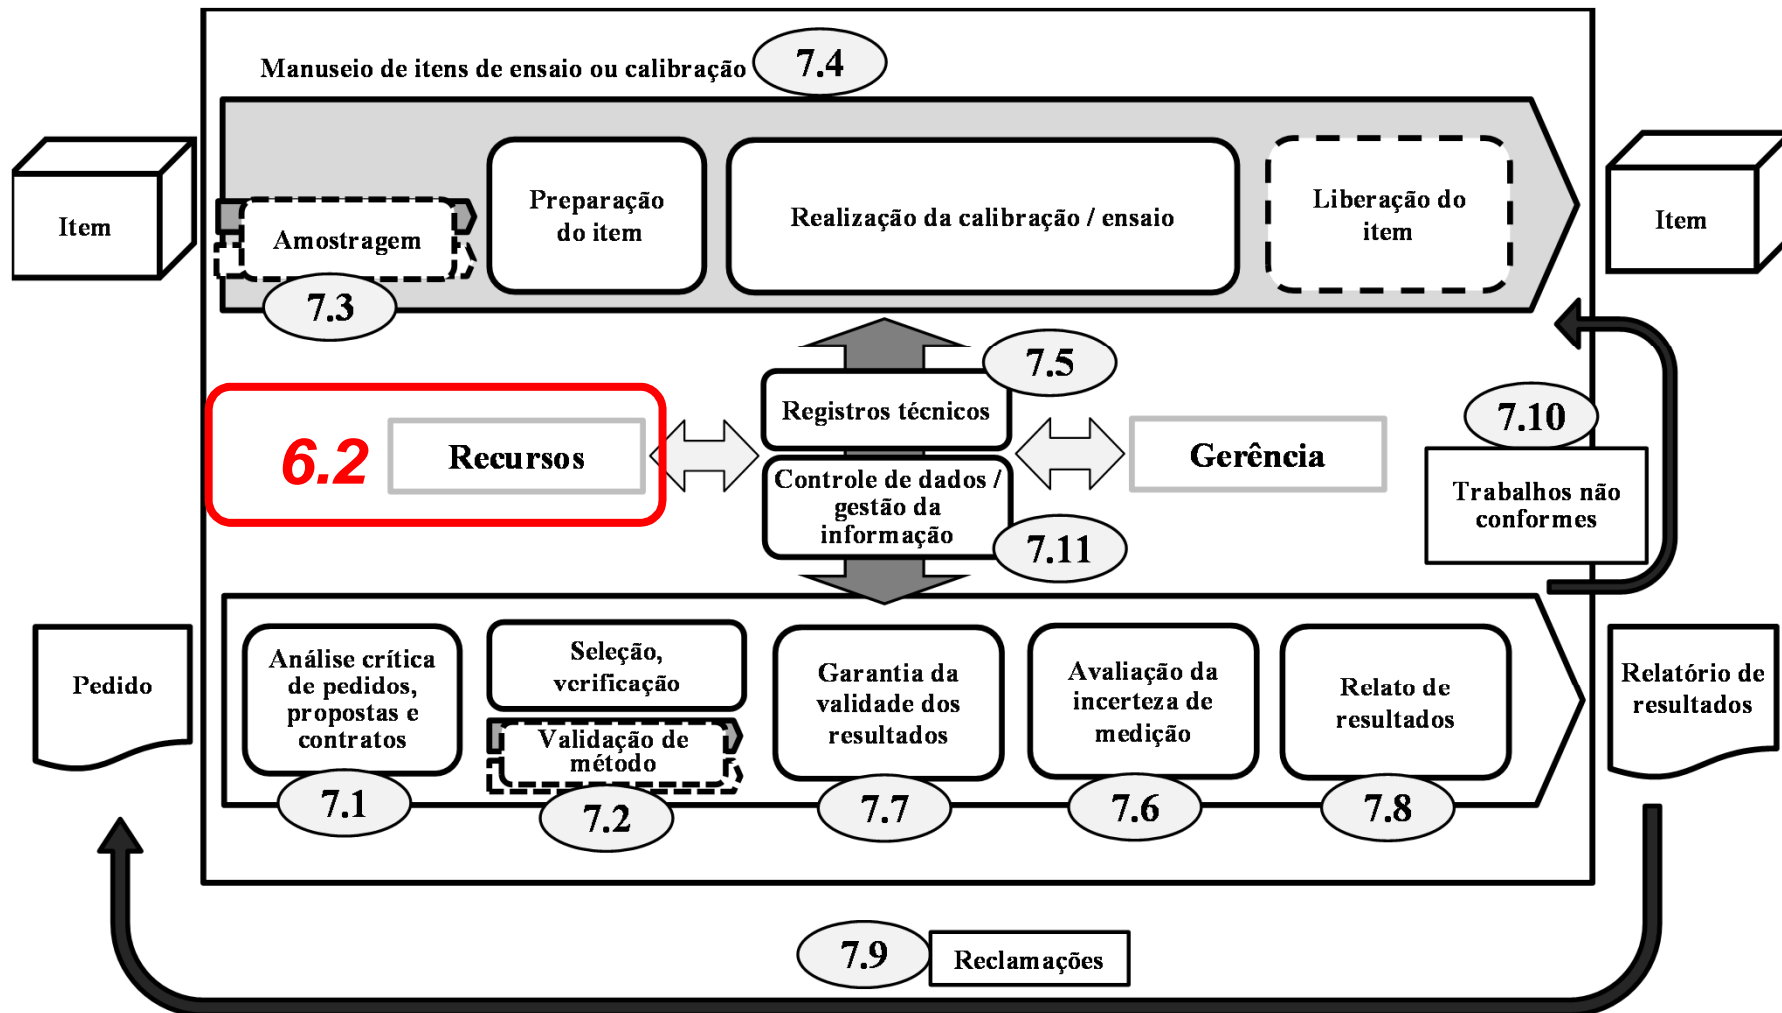 Manuseio de itens de ensaio ou calibração
7.4
Item
Amostragem
7.3
Preparação
do item
Realização da calibração / ensaio
Liberação do
item
Item
6.2
Recursos
Registros técnicos
7.5
Controle de dados /
gestão da
informação
7.11
Gerência
7.10
Trabalhos não
conformes
Pedido
Análise crítica
de pedidos,
propostas e
contratos
7.1
Seleção,
verificação
Validação de
método
7.2
Garantia da
validade dos
resultados
7.7
Avaliação da
incerteza de
medição
7.6
Relato de
resultados
7.8
Relatório de
resultados
7.9
Reclamações